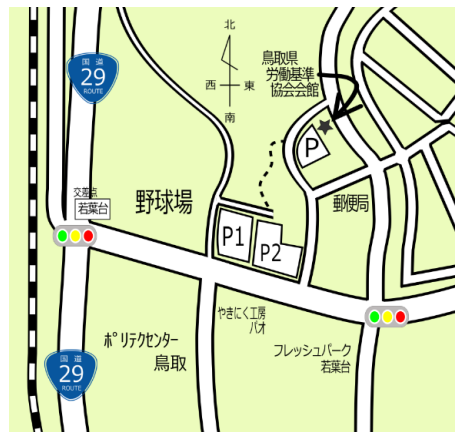 北
西 東
南
国道
29
ROUTE
鳥取県
労働基準
協会会館
P
交差点
若葉台
野球場
郵便局
P1
P2
やきにく工房
パオ
ポリテクセンター
鳥取
フレッシュパーク
若葉台
国道
29
ROUTE